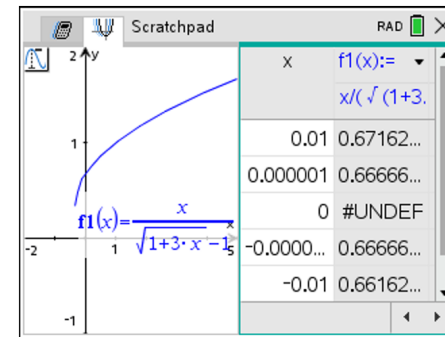 Scratchpad
RAD
2 y
1
f1(x)= x / √1+3·x −1
x
-2
1
5
-1
x f1(x):=
x/(√(1+3.
0.01 0.67162...
0.000001 0.66666...
0 #UNDEF
-0.0000... 0.66666...
-0.01 0.66162...